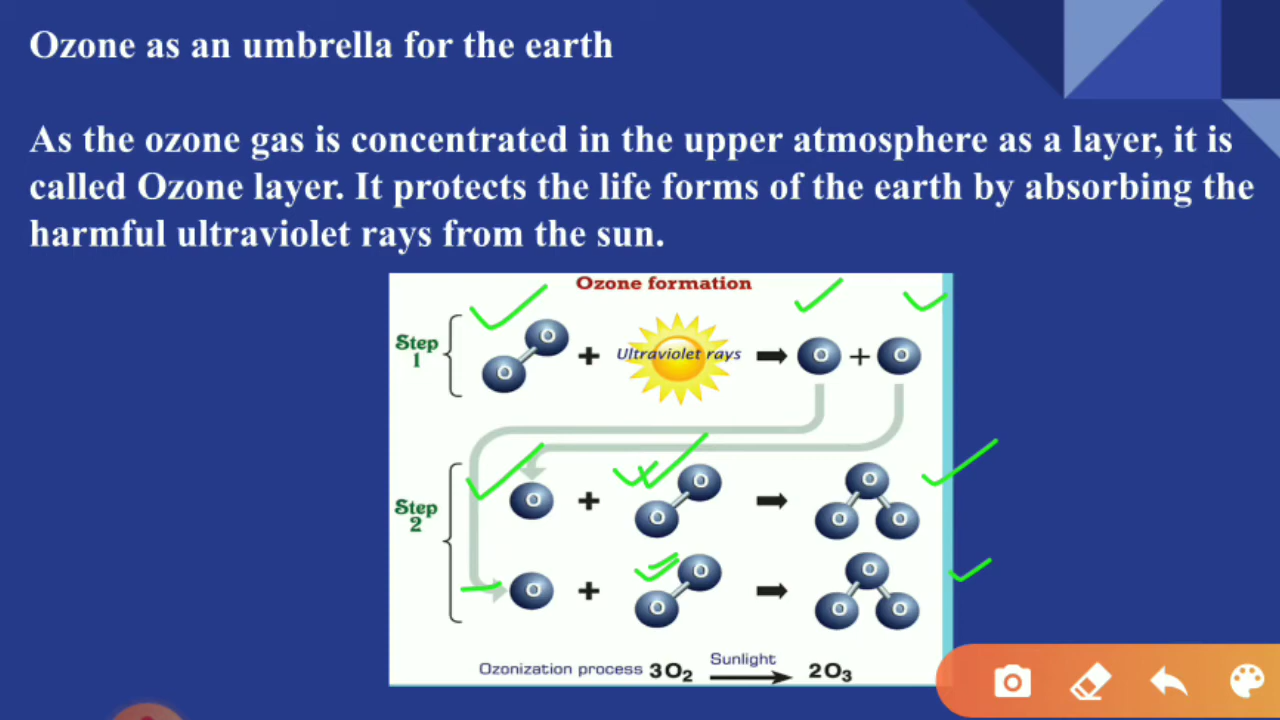 Ozone as an umbrella for the earth
As the ozone gas is concentrated in the upper atmosphere as a layer, it is
called Ozone layer. It protects the life forms of the earth by absorbing the
harmful ultraviolet rays from the sun.
Ozone formation
Step 1
O O + Ultraviolet rays O + O
Step 2
O + O O O O O
O + O O O O O
Ozonization process 3O₂ Sunlight 2O₃